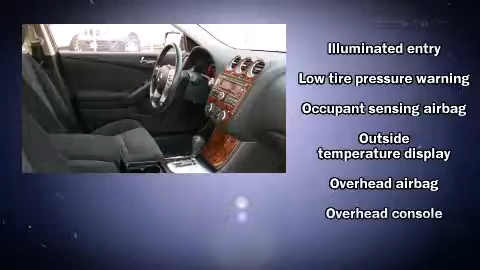 Illuminated entry
Low tire pressure warning
Occupant sensing airbag
Outside
temperature display
Overhead airbag
Overhead console